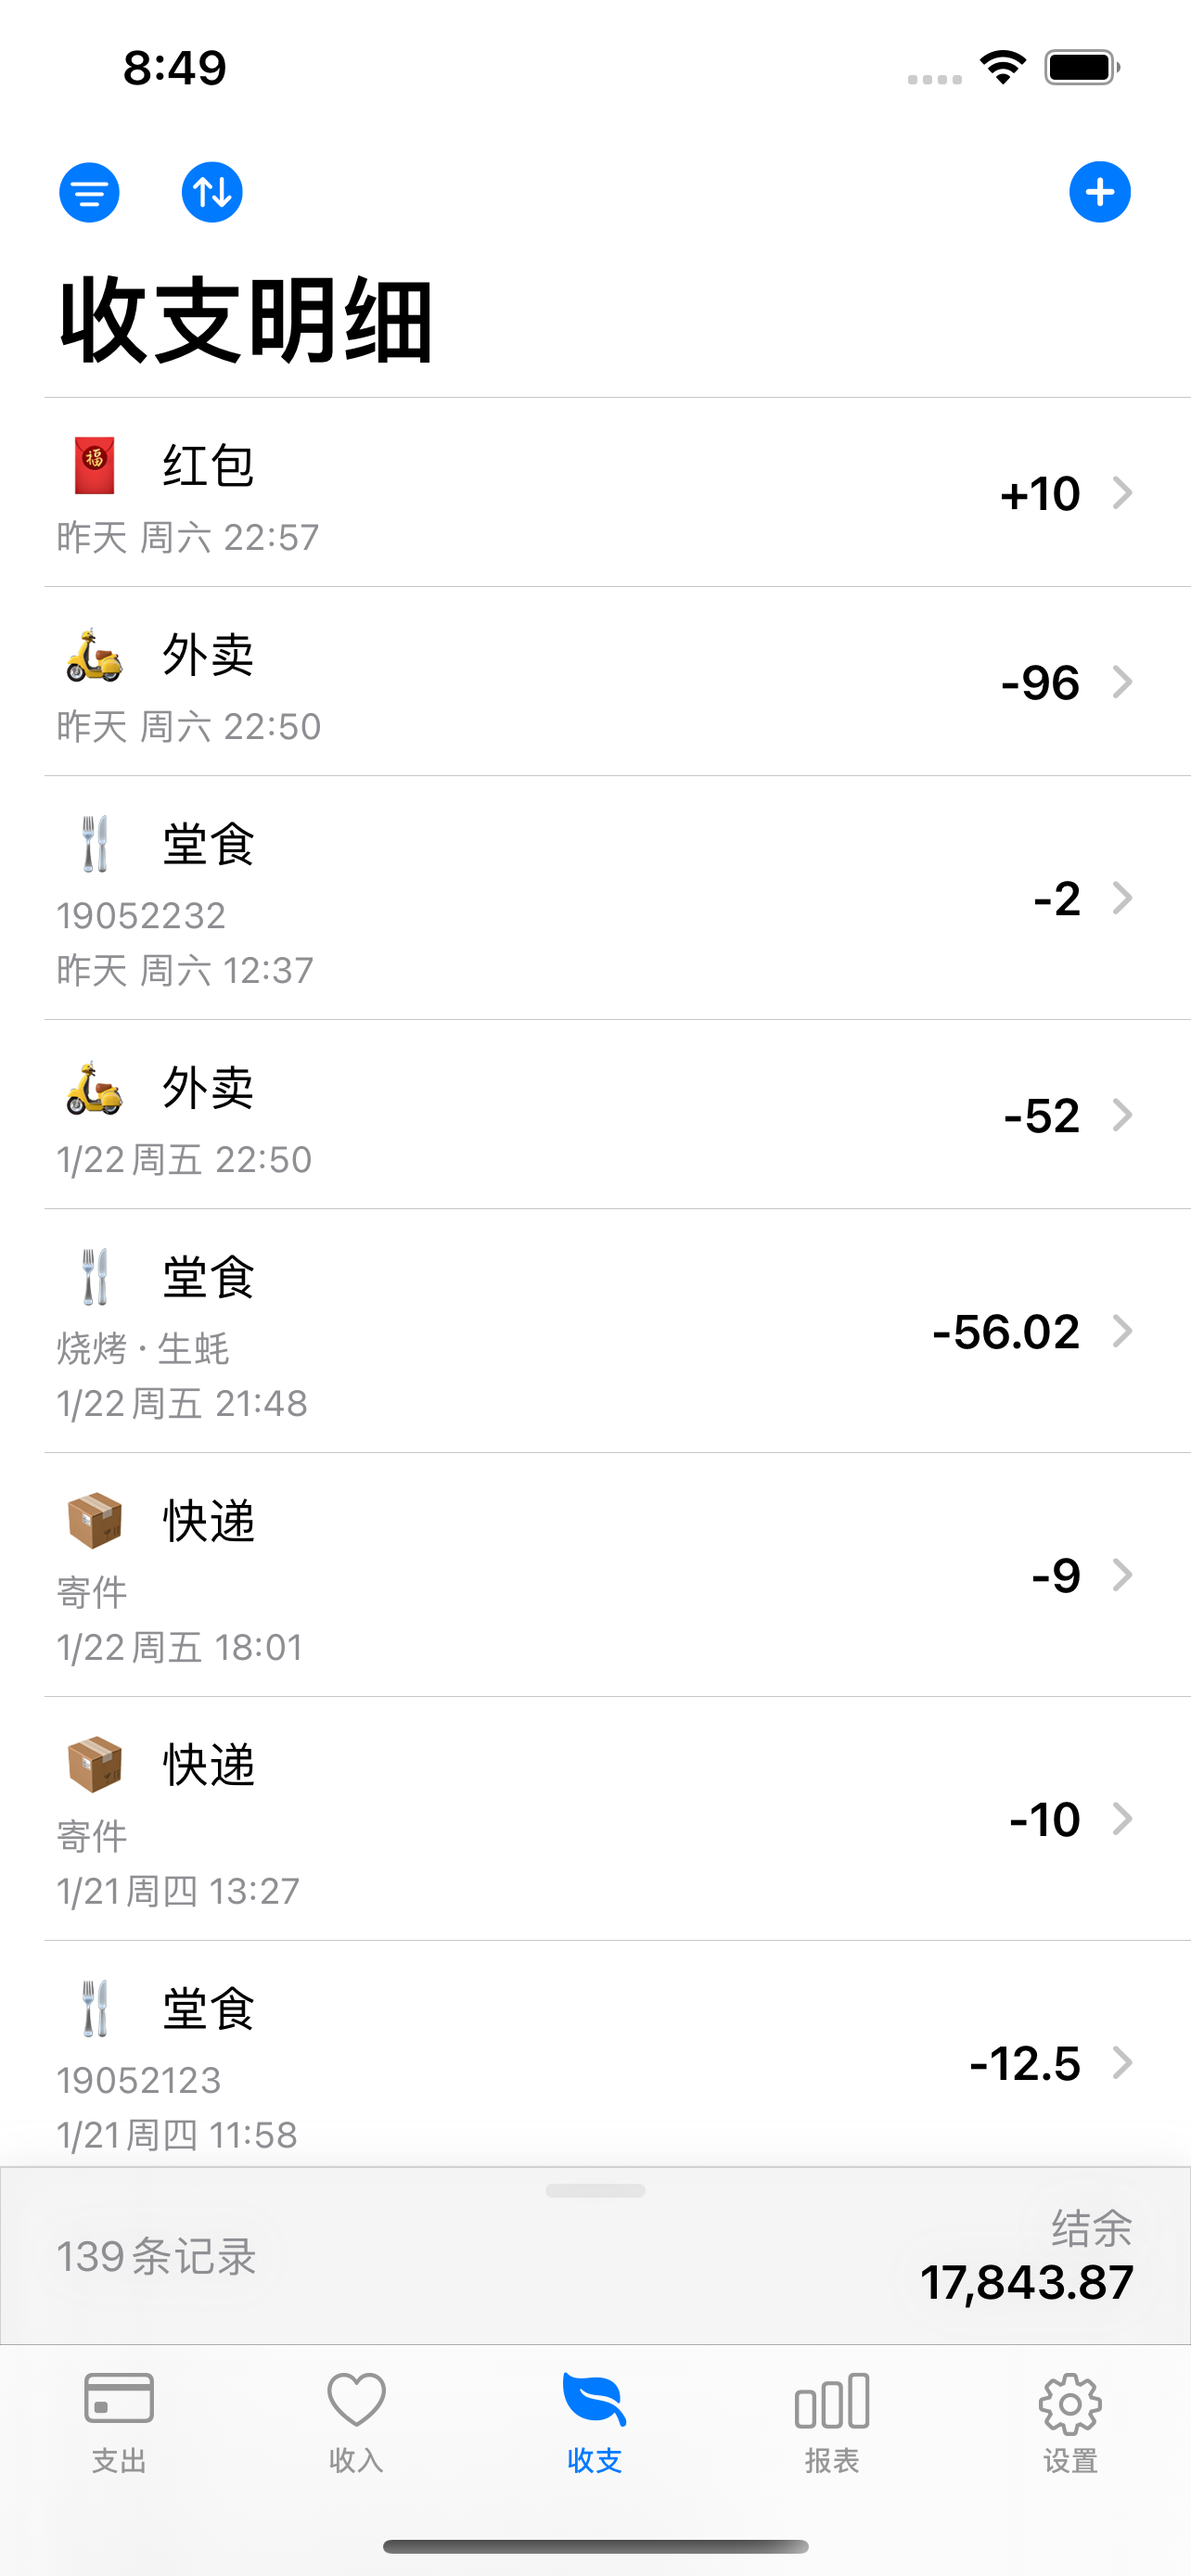 8:49
收支明细
福
红包
+10
昨天 周六 22:57
外卖
-96
昨天 周六 22:50
堂食
19052232
-2
昨天 周六 12:37
外卖
-52
1/22 周五 22:50
堂食
烧烤 · 生蚝
-56.02
1/22 周五 21:48
快递
寄件
-9
1/22 周五 18:01
快递
寄件
-10
1/21 周四 13:27
堂食
19052123
-12.5
1/21 周四 11:58
139 条记录
结余
17,843.87
支出
收入
收支
报表
设置